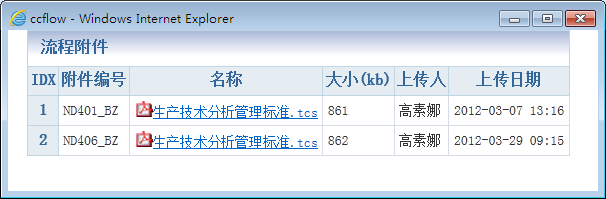 ccflow - Windows Internet Explorer
流程附件
IDX 附件编号 名称 大小(kb) 上传人 上传日期
1 ND401_BZ 生产技术分析管理标准.tcs 861 高素娜 2012-03-07 13:16
2 ND406_BZ 生产技术分析管理标准.tcs 862 高素娜 2012-03-29 09:15